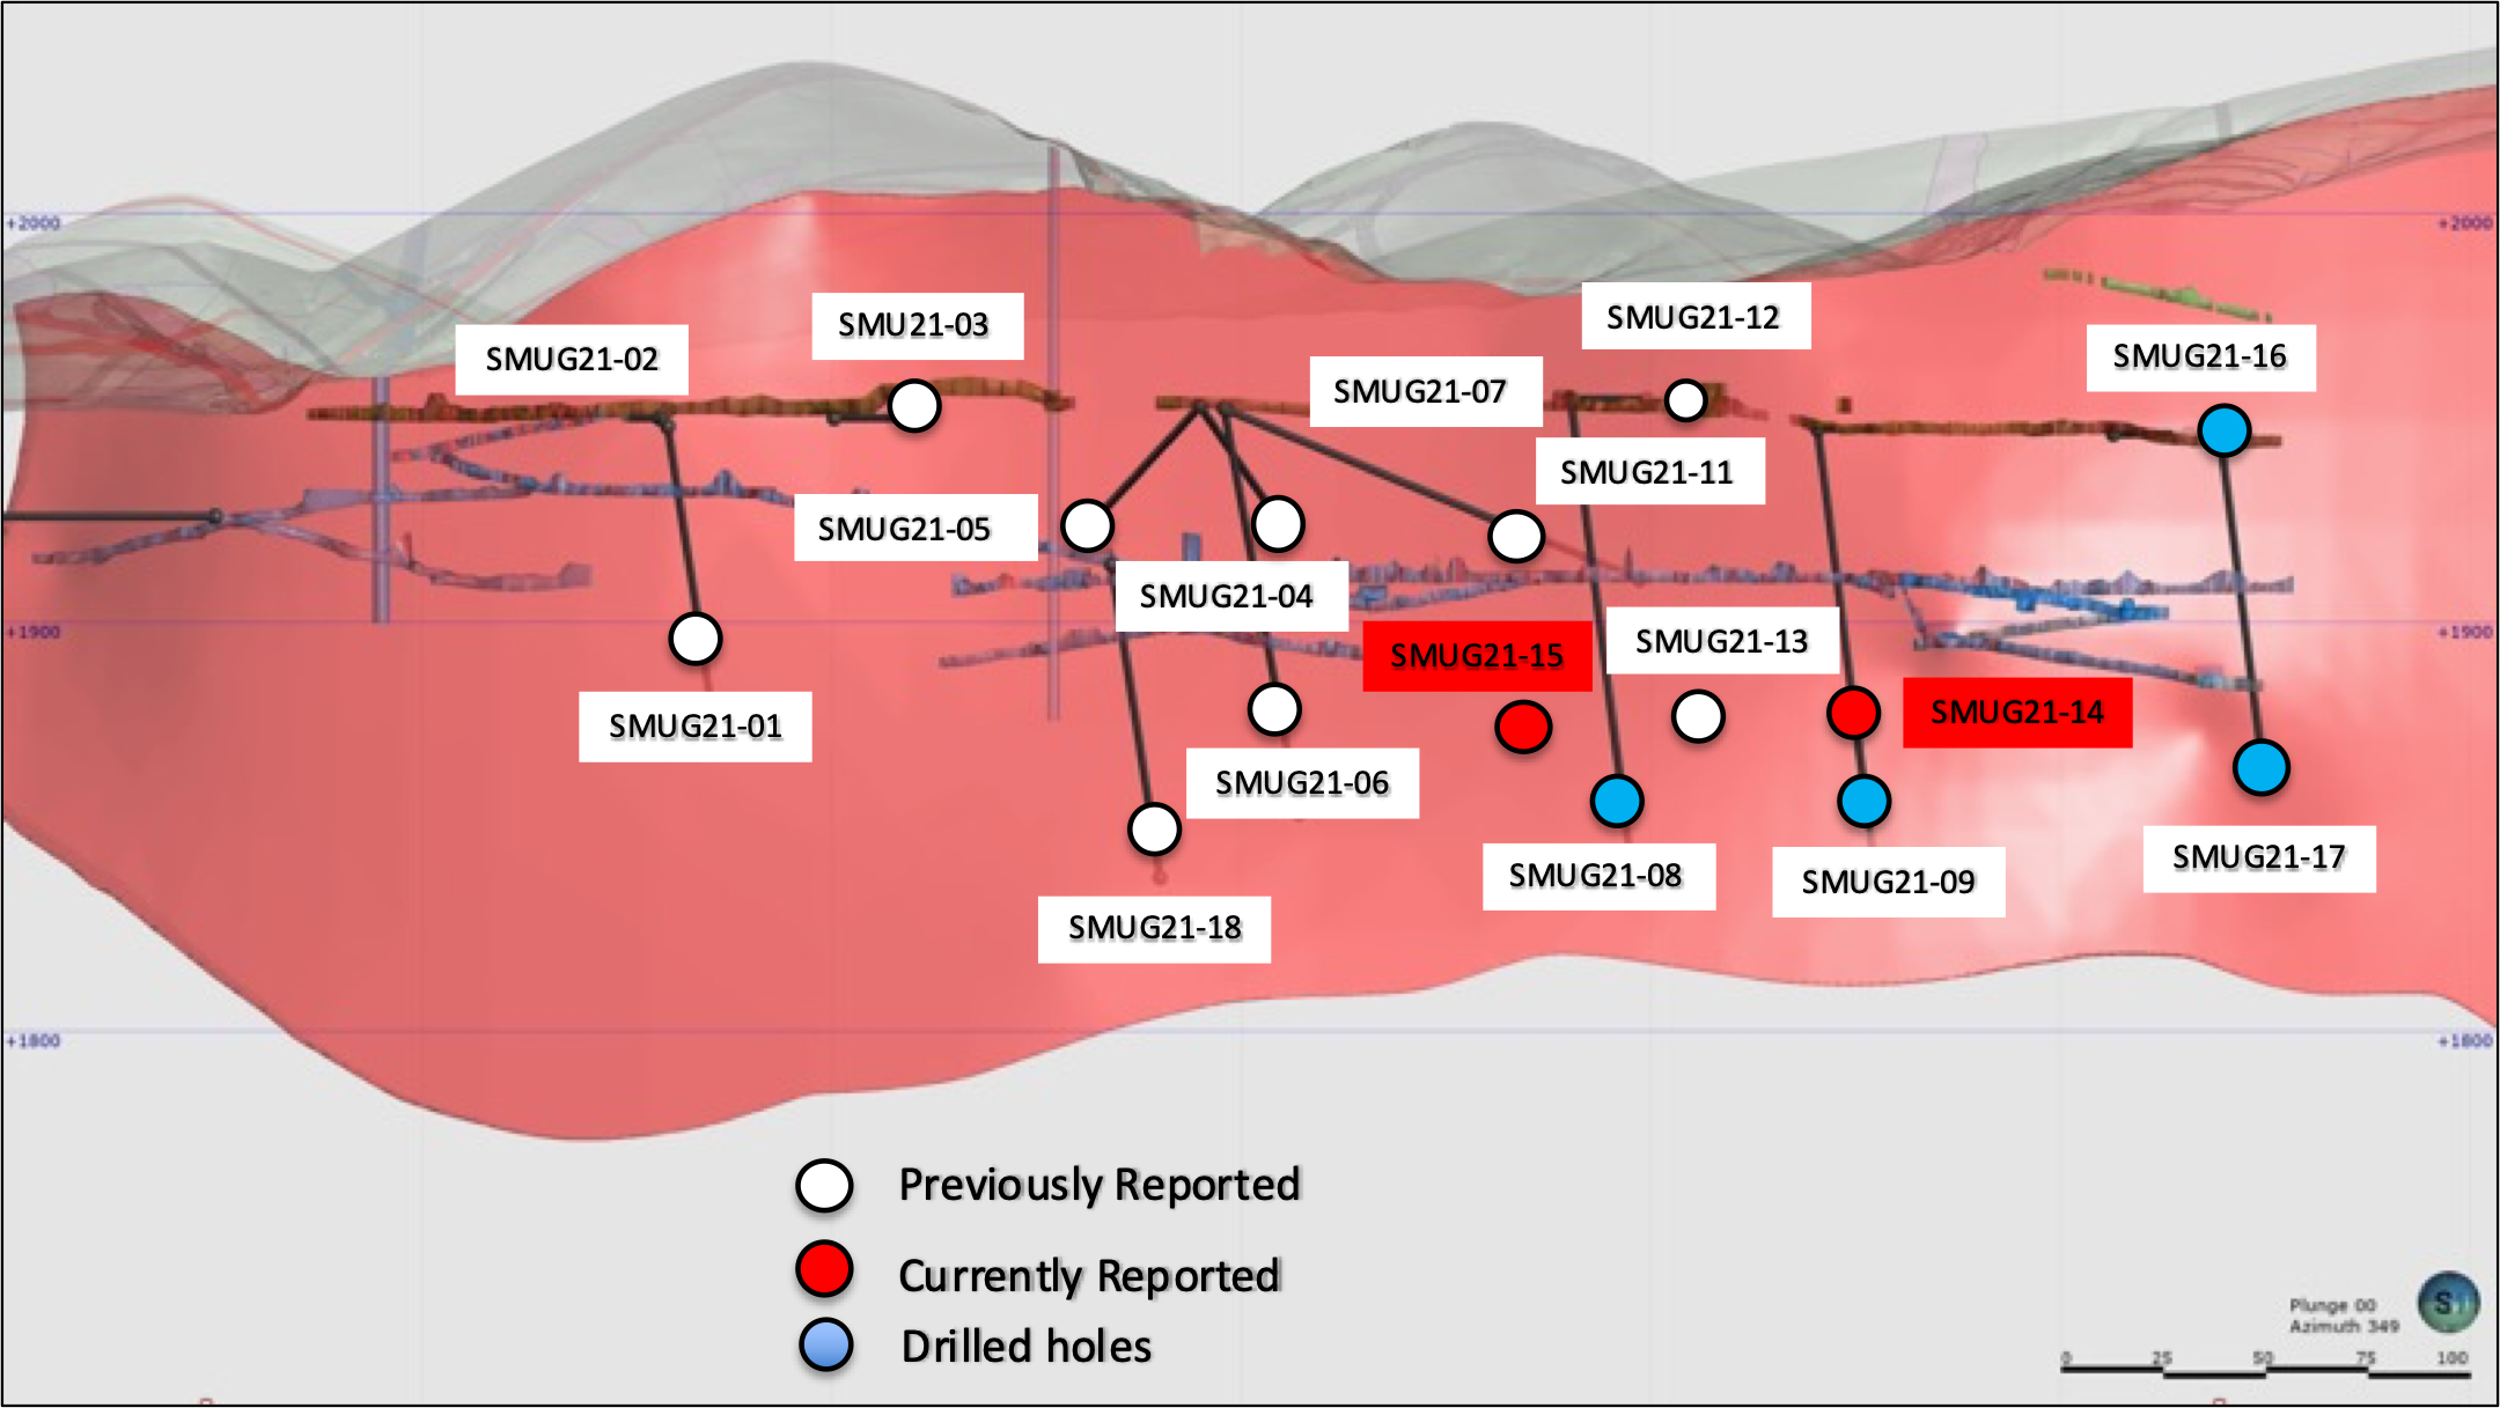 +2000
+2000
SMUG21-12
SMU21-03
SMUG21-02
SMUG21-16
SMUG21-07
SMUG21-11
SMUG21-05
SMUG21-04
+1900
+1900
SMUG21-13
SMUG21-15
SMUG21-14
SMUG21-01
SMUG21-06
SMUG21-17
SMUG21-08
SMUG21-09
SMUG21-18
+1800
+1800
Previously Reported
Currently Reported
Drilled holes
Plunge 00
Azimuth 349
0 25 50 75 100